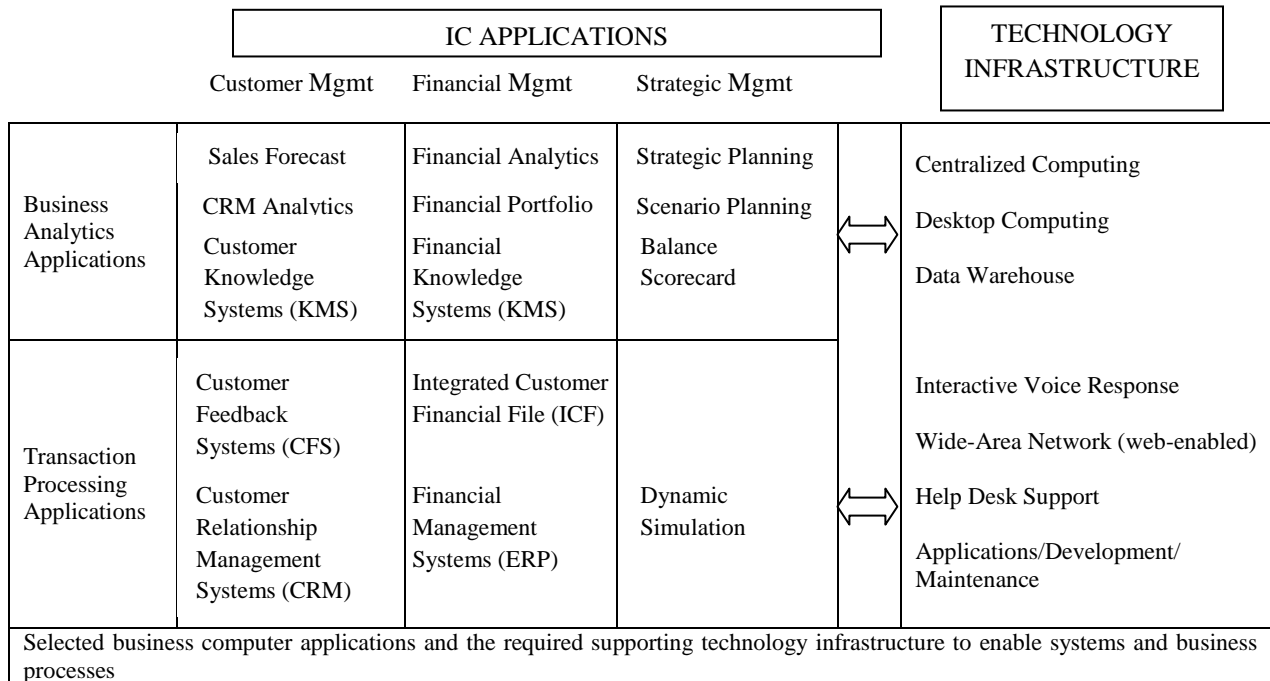 IC APPLICATIONS
TECHNOLOGY
INFRASTRUCTURE
Customer Mgmt
Financial Mgmt
Strategic Mgmt
Business
Analytics
Applications
Sales Forecast
CRM Analytics
Customer
Knowledge
Systems (KMS)
Financial Analytics
Financial Portfolio
Financial
Knowledge
Systems (KMS)
Strategic Planning
Scenario Planning
Balance
Scorecard
Centralized Computing
Desktop Computing
Data Warehouse
Transaction
Processing
Applications
Customer
Feedback
Systems (CFS)
Customer
Relationship
Management
Systems (CRM)
Integrated Customer
Financial File (ICF)
Financial
Management
Systems (ERP)
Dynamic
Simulation
Interactive Voice Response
Wide-Area Network (web-enabled)
Help Desk Support
Applications/Development/
Maintenance
Selected business computer applications and the required supporting technology infrastructure to enable systems and business
processes